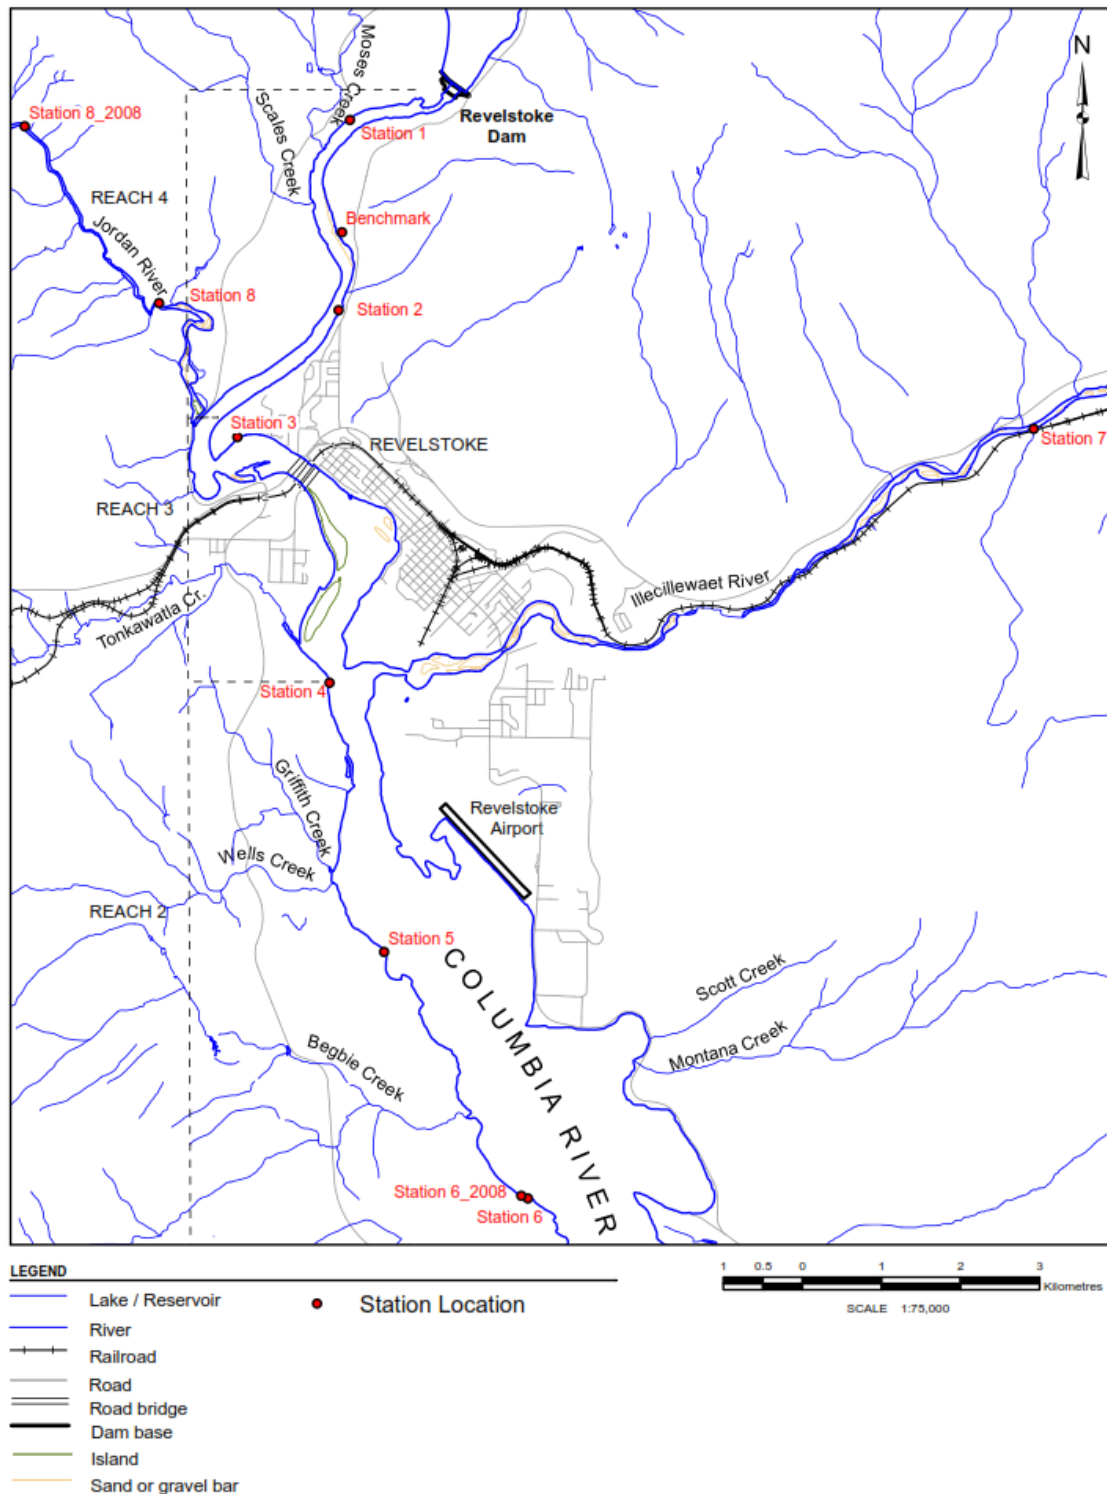 N
Moses Creek
Scales Creek
Revelstoke
Dam
Station 8_2008
Station 1
REACH 4
Jordan River
Benchmark
Station 8
Station 2
Station 3
REVELSTOKE
Station 7
REACH 3
Illecillewaet River
Tonkawatla Cr.
Station 4
Griffith Creek
Revelstoke
Airport
Wells Creek
REACH 2
Station 5
COLUMBIA RIVER
Scott Creek
Montana Creek
Begbie Creek
Station 6_2008
Station 6
LEGEND
Lake / Reservoir
River
Railroad
Road
Road bridge
Dam base
Island
Sand or gravel bar
Station Location
1 0.5 0 1 2 3
Kilometres
SCALE 1:75,000